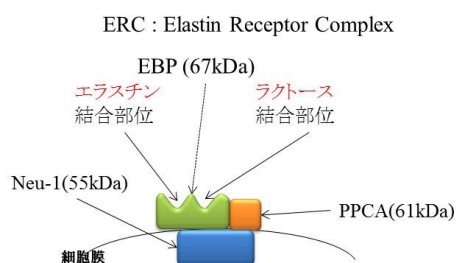 ERC : Elastin Receptor Complex
EBP (67kDa)
エラスチン
結合部位
ラクトース
結合部位
Neu-1(55kDa)
PPCA(61kDa)
細胞膜